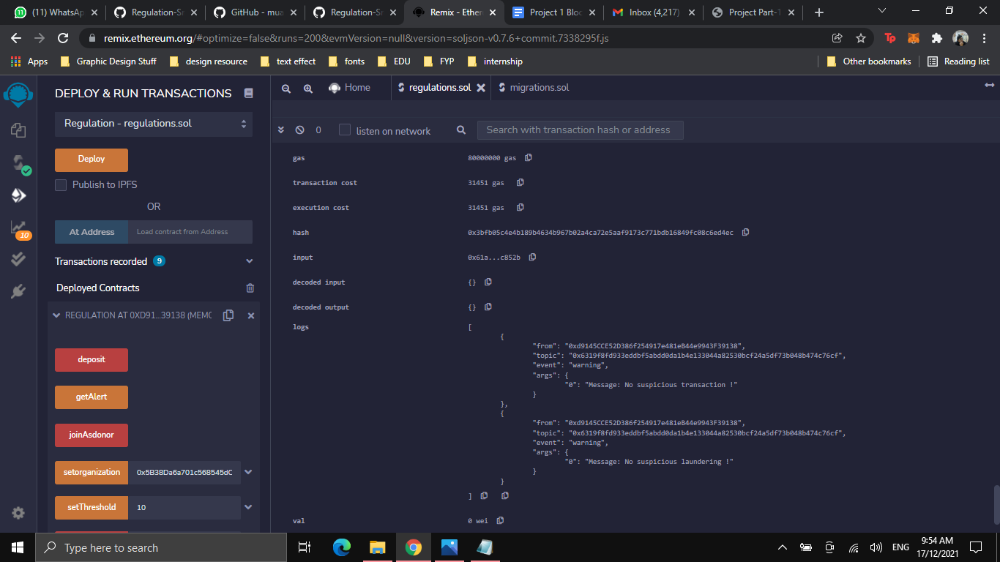 (11) WhatsAp
Regulation-Sr
GitHub - mua
Regulation-Sr
Remix - Ether
Project 1 Bloc
Inbox (4,217)
Project Part-1
remix.ethereum.org/#optimize=false&runs=200&evmVersion=null&version=soljson-v0.7.6+commit.7338295f.js
Apps
Graphic Design Stuff
design resource
text effect
fonts
EDU
FYP
internship
Other bookmarks
Reading list
DEPLOY & RUN TRANSACTIONS
Home
regulations.sol
migrations.sol
Regulation - regulations.sol
0
listen on network
Search with transaction hash or address
Deploy
Publish to IPFS
OR
At Address
Load contract from Address
10
Transactions recorded 9
Deployed Contracts
REGULATION AT 0XD91...39138 (MEMO
deposit
getAlert
joinAsdonor
setorganization
0x5B38Da6a701c568545dC
setThreshold
10
gas
80000000 gas
transaction cost
31451 gas
execution cost
31451 gas
hash
0x3bfb05c4e4b189b4634b967b02a4ca72e5aaf9173c771bdb16849fc08c6ed4ec
input
0x61a...c852b
decoded input
{}
decoded output
{}
logs
[
{
"from": "0xd9145CCE52D386f254917e481eB44e9943F39138",
"topic": "0x6319f8fd933eddbf5abdd0da1b4e133044a82530bcf24a5df73b048b474c76cf",
"event": "warning",
"args": {
"0": "Message: No suspicious transaction !"
}
},
{
"from": "0xd9145CCE52D386f254917e481eB44e9943F39138",
"topic": "0x6319f8fd933eddbf5abdd0da1b4e133044a82530bcf24a5df73b048b474c76cf",
"event": "warning",
"args": {
"0": "Message: No suspicious laundering !"
}
}
]
val
0 wei
Type here to search
ENG
9:54 AM
17/12/2021